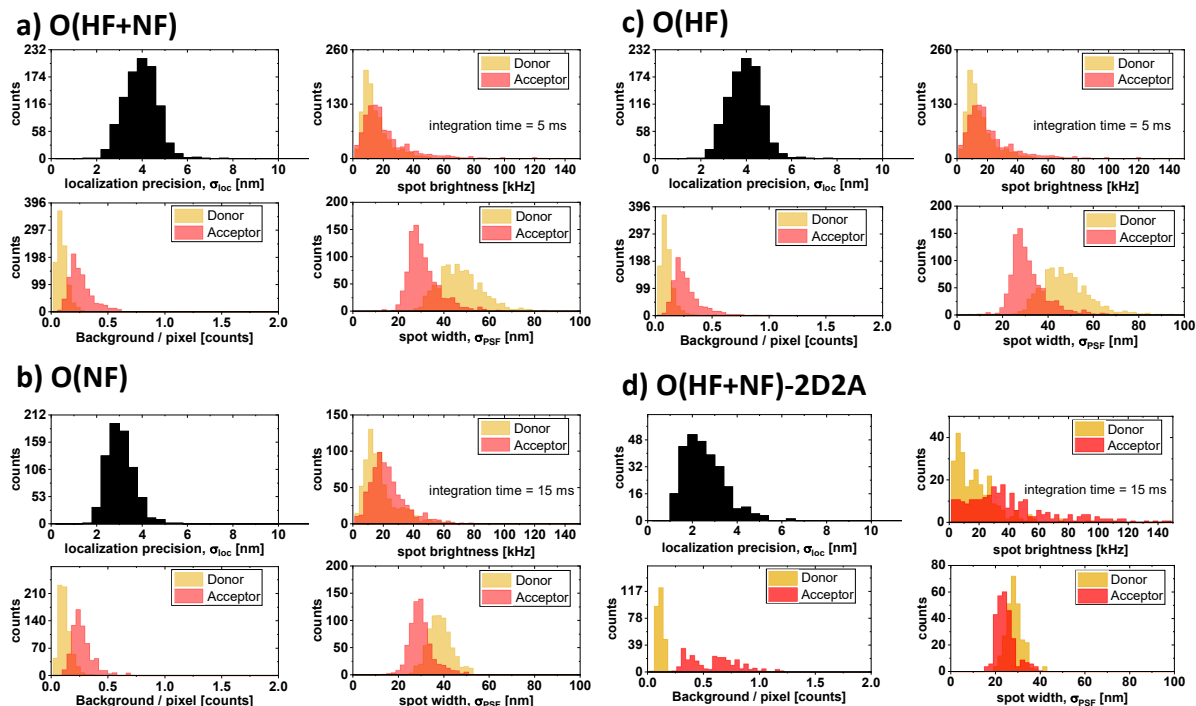 a) O(HF+NF)
counts
232
174
116
58
0
0 2 4 6 8 10
localization precision, σloc [nm]
counts
260
130
0
Donor
Acceptor
integration time = 5 ms
0 20 40 60 80 100 120 140
spot brightness [kHz]
counts
396
297
198
99
0
Donor
Acceptor
0.0 0.5 1.0 1.5 2.0
Background / pixel [counts]
counts
200
150
100
50
0
Donor
Acceptor
0 20 40 60 80 100
spot width, σPSF [nm]
c) O(HF)
counts
232
174
116
58
0
0 2 4 6 8 10
localization precision, σloc [nm]
counts
260
130
0
Donor
Acceptor
integration time = 5 ms
0 20 40 60 80 100 120 140
spot brightness [kHz]
counts
396
297
198
99
0
Donor
Acceptor
0.0 0.5 1.0 1.5 2.0
Background / pixel [counts]
counts
200
150
100
50
0
Donor
Acceptor
0 20 40 60 80 100
spot width, σPSF [nm]
b) O(NF)
counts
212
159
106
53
0
0 2 4 6 8 10
localization precision, σloc [nm]
counts
150
100
50
0
Donor
Acceptor
integration time = 15 ms
0 20 40 60 80 100 120 140
spot brightness [kHz]
counts
210
140
70
0
Donor
Acceptor
0.0 0.5 1.0 1.5 2.0
Background / pixel [counts]
counts
200
150
100
50
0
Donor
Acceptor
0 20 40 60 80 100
spot width, σPSF [nm]
d) O(HF+NF)-2D2A
counts
48
32
16
0
0 2 4 6 8 10
localization precision, σloc [nm]
counts
40
20
0
Donor
Acceptor
integration time = 15 ms
0 20 40 60 80 100 120 140
spot brightness [kHz]
counts
117
78
39
0
Donor
Acceptor
0.0 0.5 1.0 1.5 2.0
Background / pixel [counts]
counts
80
60
40
20
0
Donor
Acceptor
0 20 40 60 80 100
spot width, σPSF [nm]